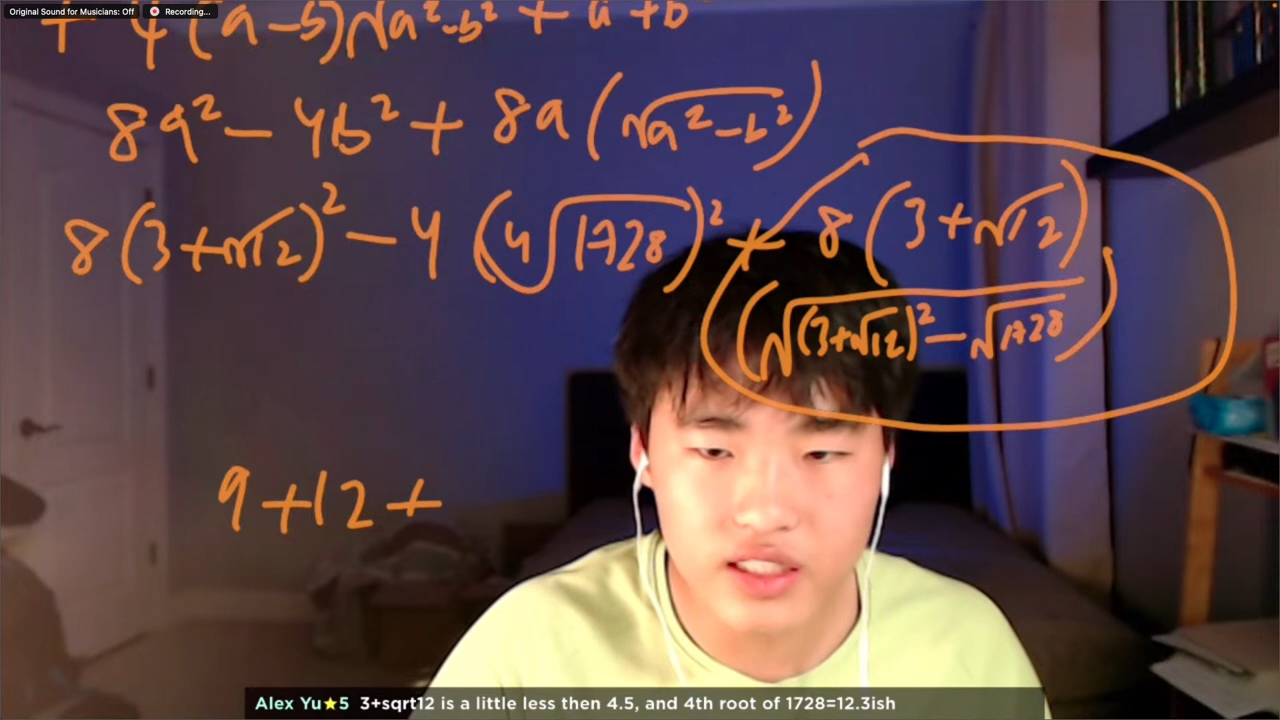 Original Sound for Musicians: Off Recording...
+ 4(a-b)√a²-b² + a+b
8a² - 4b² + 8a(√a²-b²)
8(3+√12)² - 4(4√1728)² + 8(3+√12)
(√(3+√12)² - √1728)
9+12+
Alex Yu★5 3+sqrt12 is a little less then 4.5, and 4th root of 1728=12.3ish